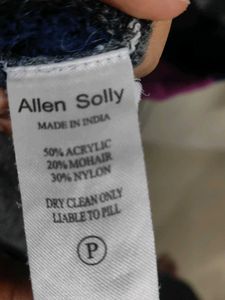 Allen Solly
MADE IN INDIA
50% ACRYLIC
20% MOHAIR
30% NYLON
DRY CLEAN ONLY
LIABLE TO PILL
P